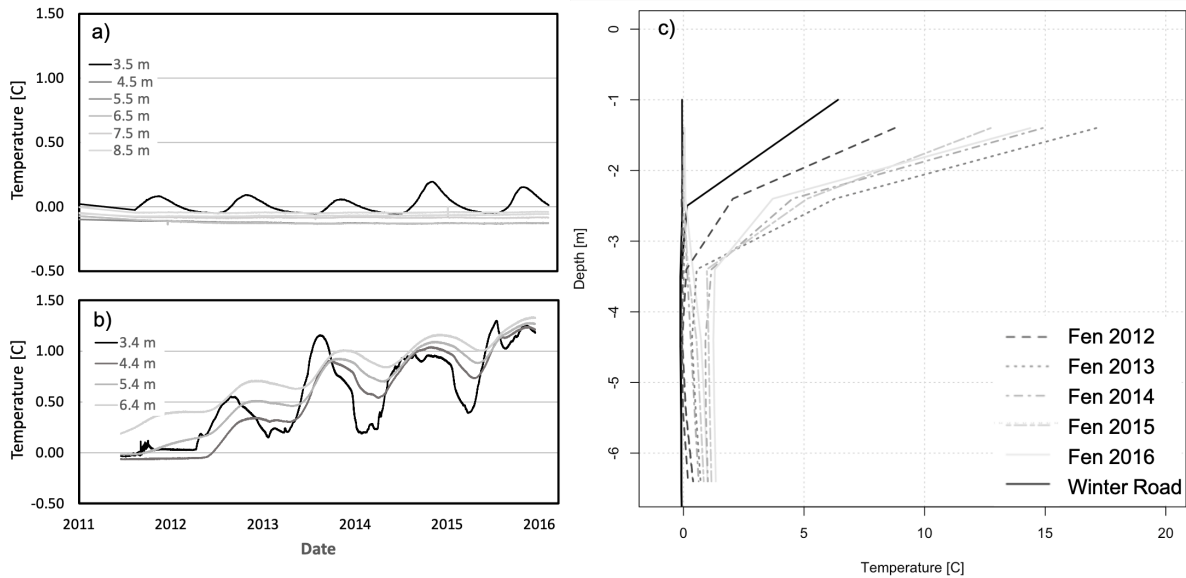 a)
Temperature [C]
1.50
1.00
0.50
0.00
-0.50
3.5 m
4.5 m
5.5 m
6.5 m
7.5 m
8.5 m
b)
Temperature [C]
1.50
1.00
0.50
0.00
-0.50
3.4 m
4.4 m
5.4 m
6.4 m
2011 2012 2013 2014 2015 2016
Date
c)
Depth [m]
0
-1
-2
-3
-4
-5
-6
Fen 2012
Fen 2013
Fen 2014
Fen 2015
Fen 2016
Winter Road
0 5 10 15 20
Temperature [C]